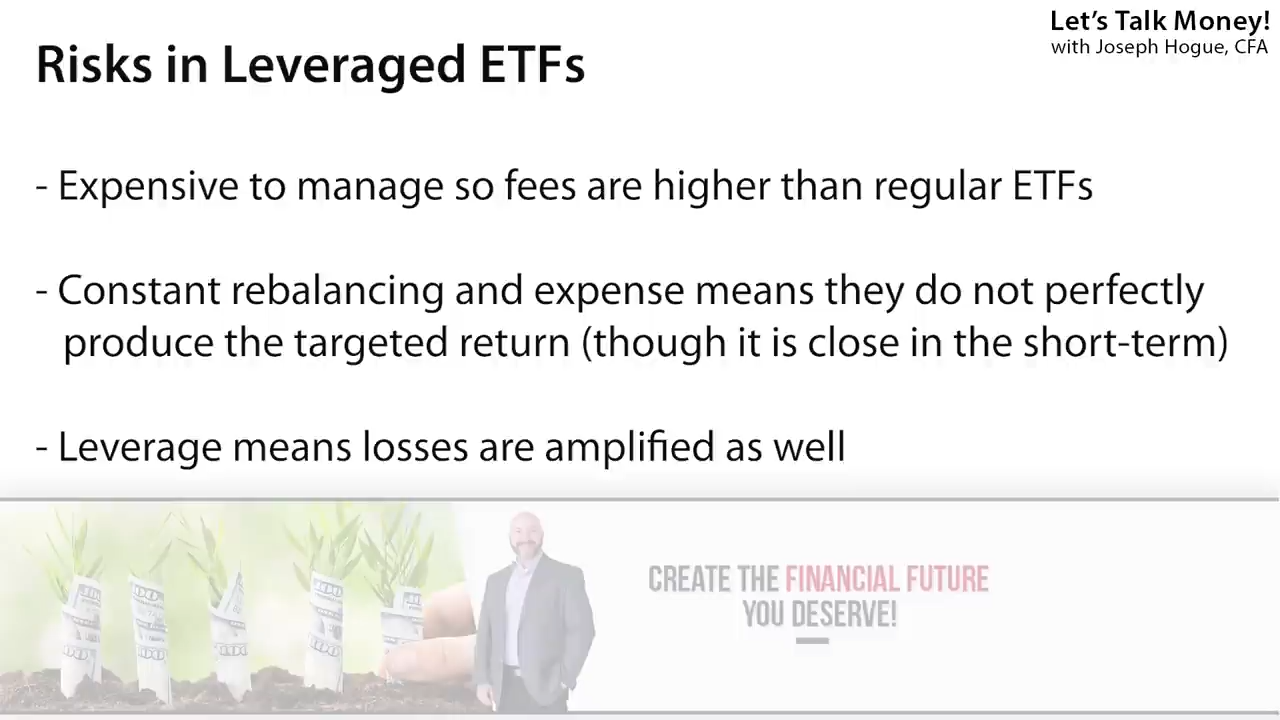 Let's Talk Money!
with Joseph Hogue, CFA
Risks in Leveraged ETFs
- Expensive to manage so fees are higher than regular ETFs
- Constant rebalancing and expense means they do not perfectly
produce the targeted return (though it is close in the short-term)
- Leverage means losses are amplified as well
CREATE THE FINANCIAL FUTURE
YOU DESERVE!